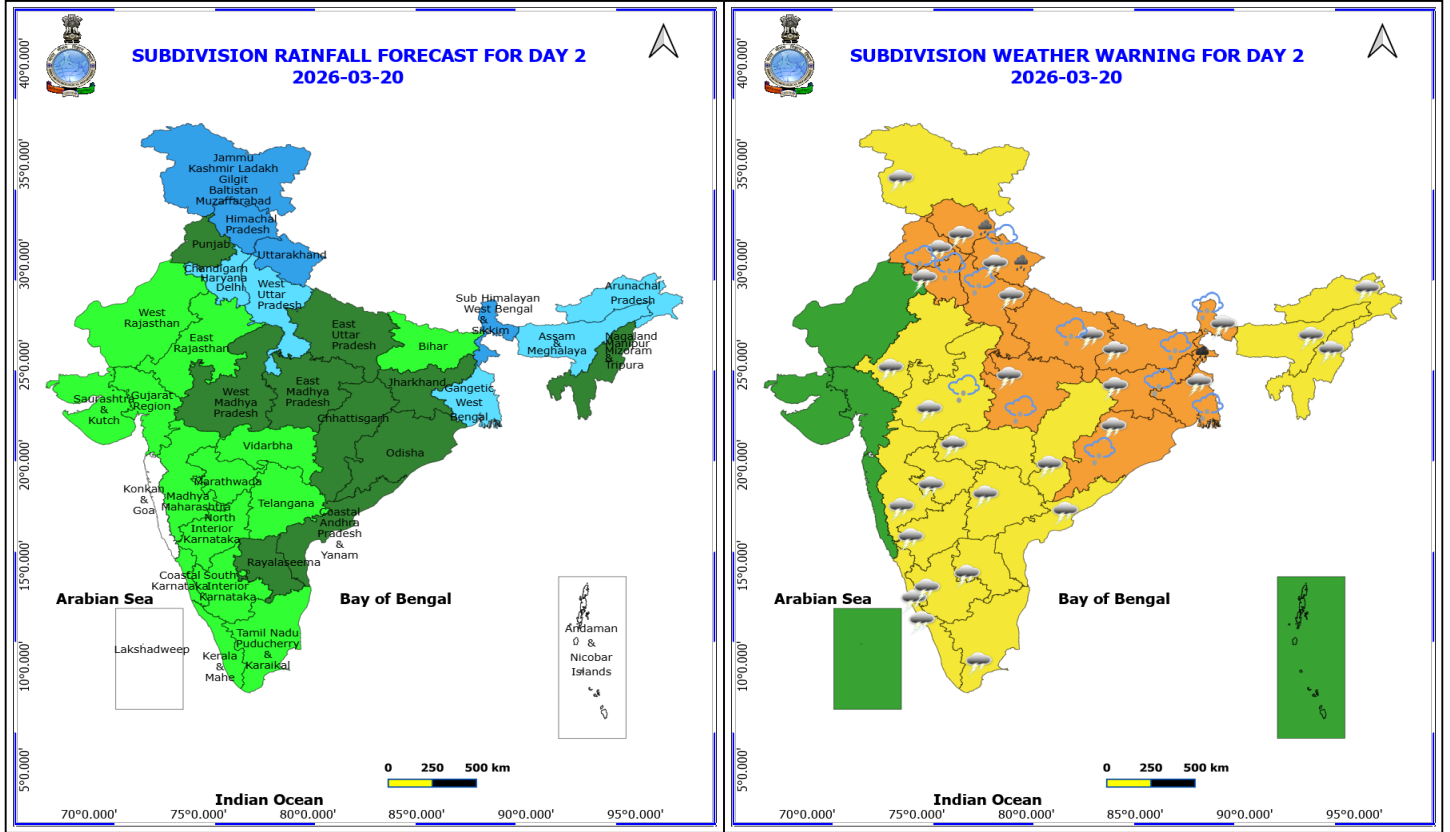 SUBDIVISION RAINFALL FORECAST FOR DAY 2
2026-03-20
40°0.000'
35°0.000'
30°0.000'
25°0.000'
20°0.000'
15°0.000'
10°0.000'
5°0.000'
Jammu
Kashmir Ladakh
Gilgit
Baltistan
Muzaffarabad
Himachal
Pradesh
Punjab
Uttarakhand
Chandigarh
Haryana
Delhi
West
Uttar
Pradesh
West
Rajasthan
East
Rajasthan
East
Uttar
Pradesh
Bihar
Sub Himalayan
West Bengal
&
Sikkim
Arunachal
Pradesh
Assam
&
Meghalaya
Nagaland
Manipur
Mizoram
&
Tripura
Saurashtra
&
Kutch
Gujarat
Region
West
Madhya
Pradesh
East
Madhya
Pradesh
Jharkhand
Gangetic
West
Bengal
Chhattisgarh
Odisha
Vidarbha
Marathwada
Konkan
&
Goa
Madhya
Maharashtra
Telangana
North
Interior
Karnataka
Coastal
Andhra
Pradesh
&
Yanam
Rayalaseema
Coastal
Karnataka
South
Interior
Karnataka
Tamil Nadu
Puducherry
&
Karaikal
Kerala
&
Mahe
Lakshadweep
Andaman
&
Nicobar
Islands
Arabian Sea
Bay of Bengal
Indian Ocean
0 250 500 km
70°0.000' 75°0.000' 80°0.000' 85°0.000' 90°0.000' 95°0.000'
SUBDIVISION WEATHER WARNING FOR DAY 2
2026-03-20
40°0.000'
35°0.000'
30°0.000'
25°0.000'
20°0.000'
15°0.000'
10°0.000'
5°0.000'
Arabian Sea
Bay of Bengal
Indian Ocean
0 250 500 km
70°0.000' 75°0.000' 80°0.000' 85°0.000' 90°0.000' 95°0.000'